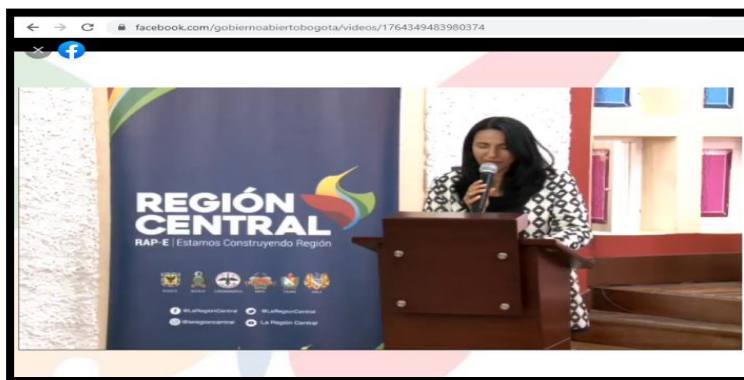 facebook.com/gobiernoabiertobogota/videos/1764349483980374
REGIÓN
CENTRAL
RAP-E | Estamos Construyendo Región
@LaRegionCentral @LaRegionCentral
@laregioncentral La Región Central